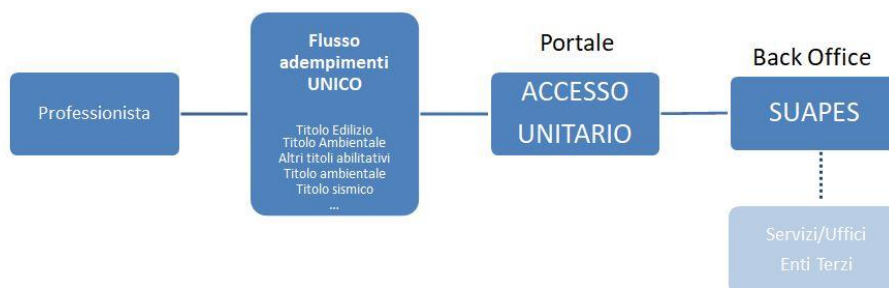 Professionista
Flusso
adempimenti
UNICO
Titolo Edilizio
Titolo Ambientale
Altri titoli abilitativi
Titolo ambientale
Titolo sismico
...
Portale
ACCESSO
UNITARIO
Back Office
SUAPES
Servizi/Uffici
Enti Terzi